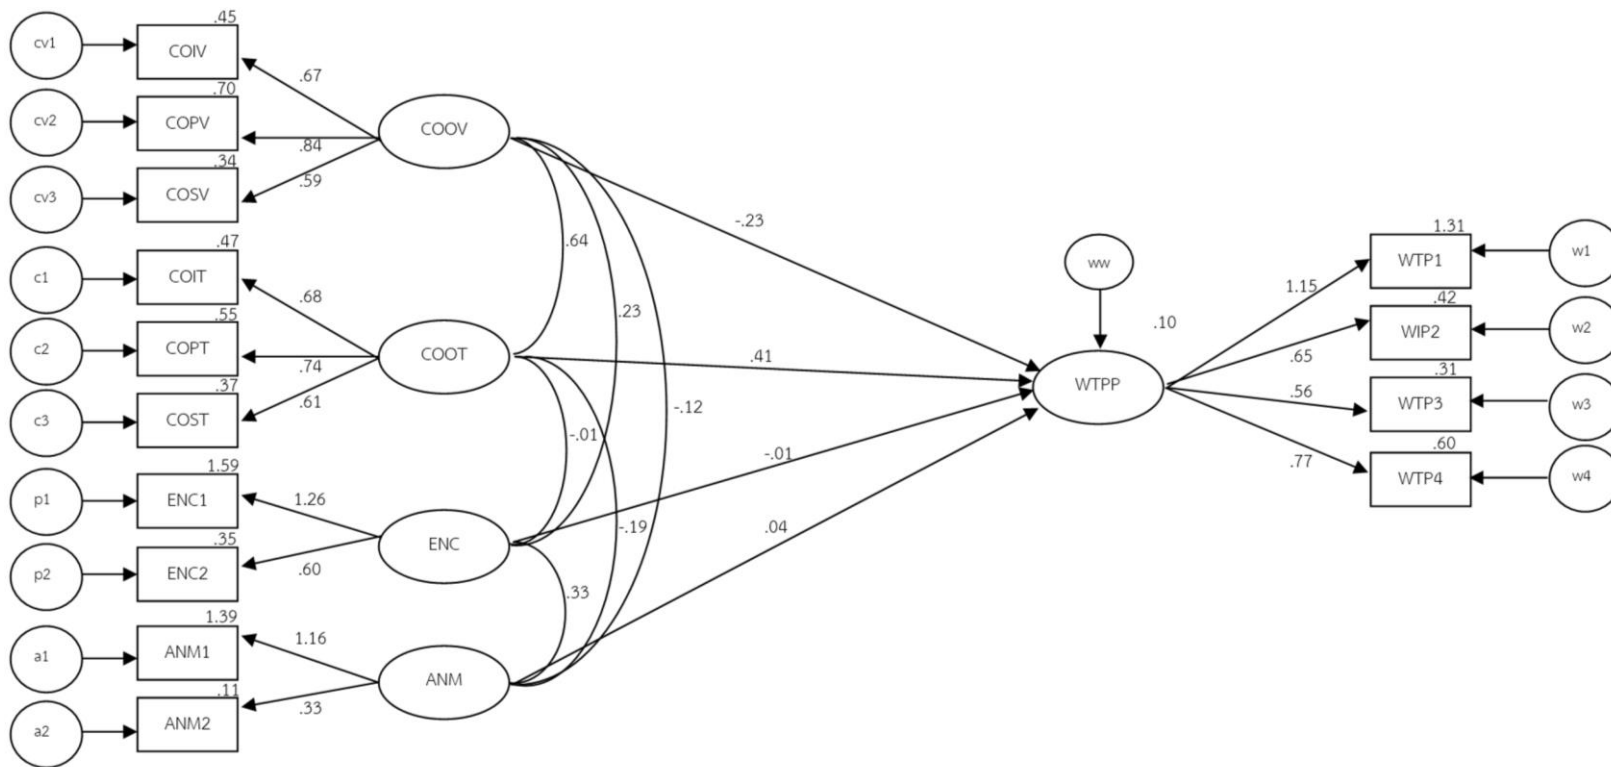 .45
cv1
COIV
.67
.70
cv2
COPV
.84
COOV
.34
cv3
COSV
.59
.47
c1
COIT
.68
.55
c2
COPT
.74
COOT
.37
c3
COST
.61
1.59
p1
ENC1
1.26
ENC
.35
p2
ENC2
.60
1.39
a1
ANM1
1.16
ANM
.11
a2
ANM2
.33
.64
.23
-.12
-.01
-.19
.33
-.23
.41
-.01
.04
ww
.10
WTPP
1.15
.65
.56
.77
1.31
WTP1
w1
.42
WIP2
w2
.31
WTP3
w3
.60
WTP4
w4